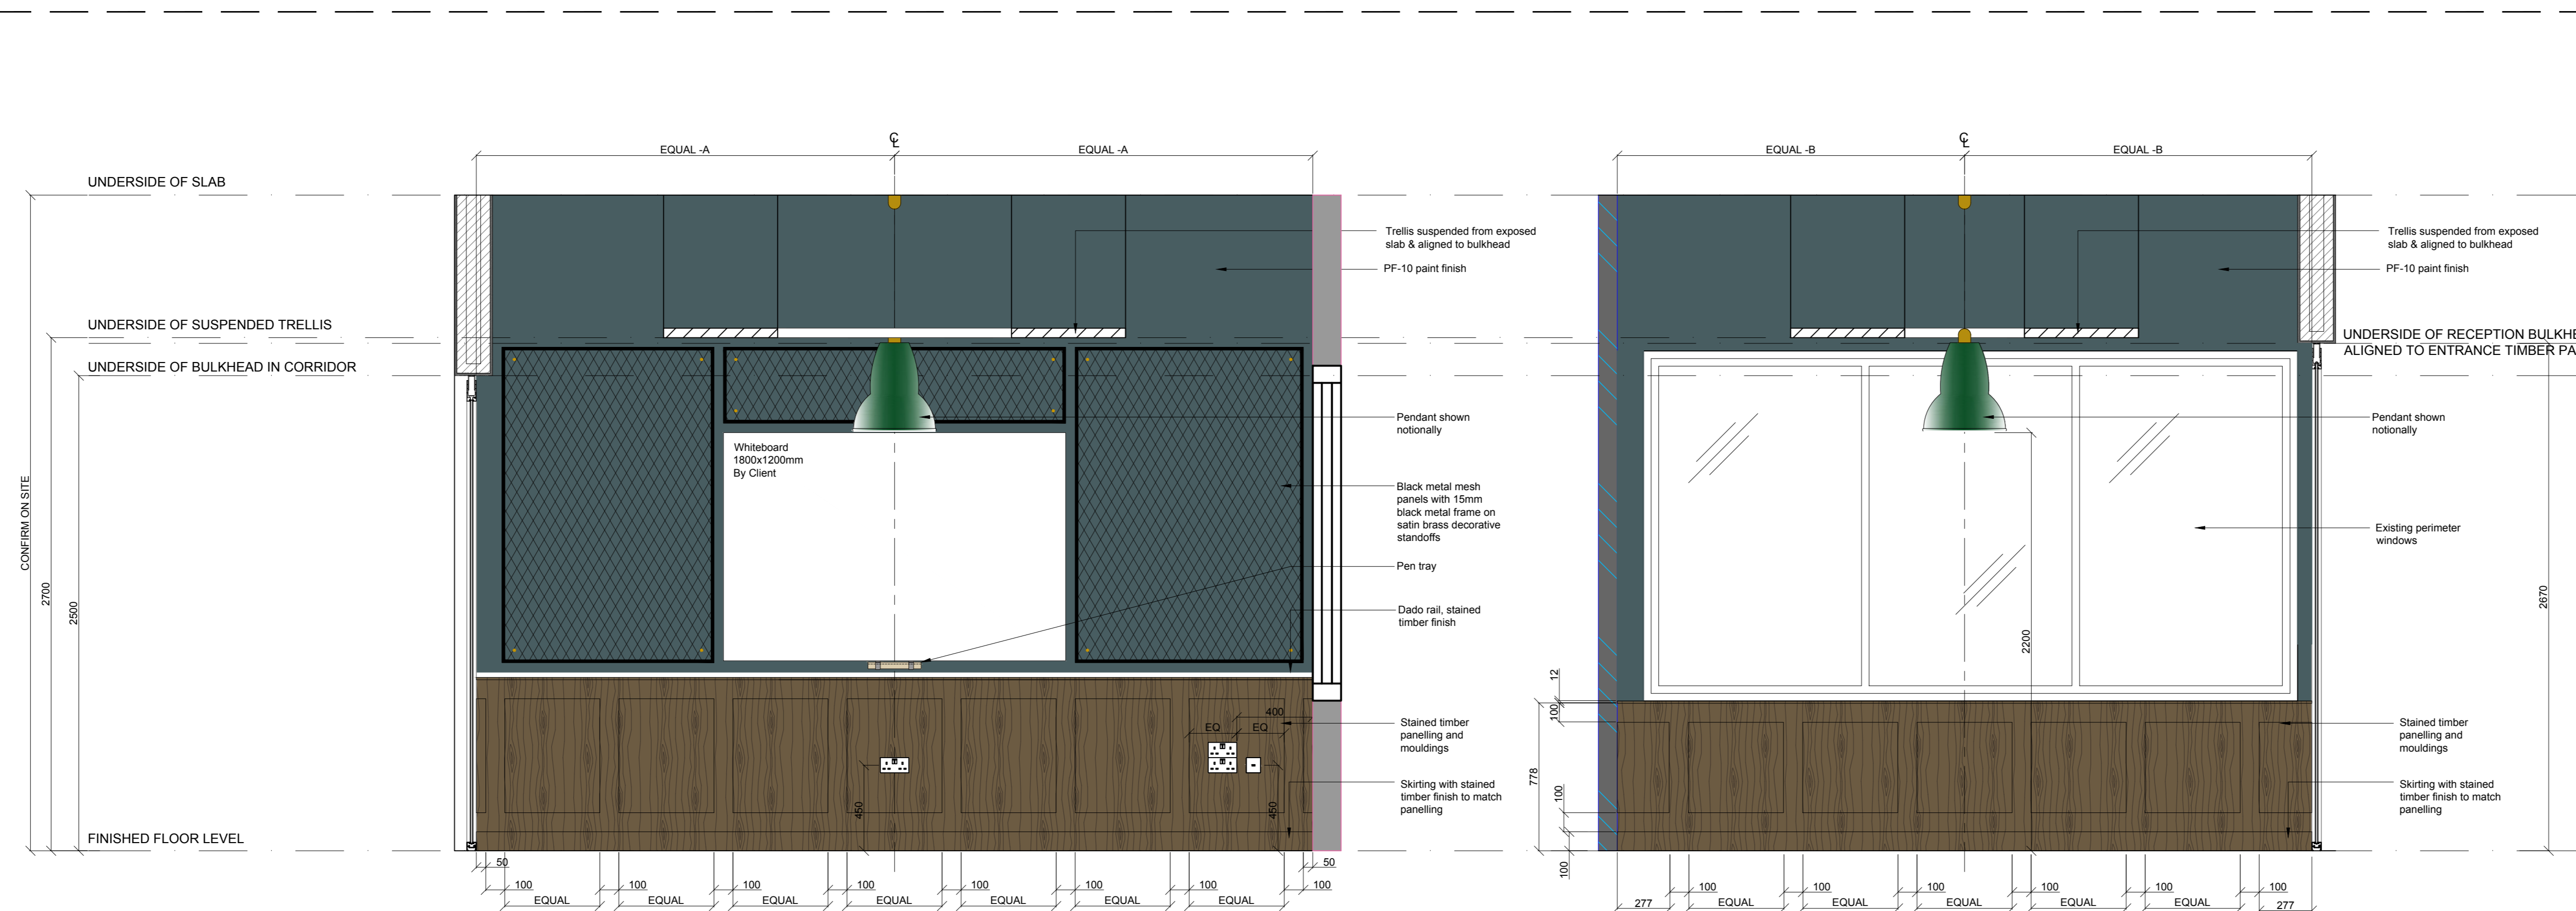 EQUAL -A
EQUAL -A
EQUAL -B
EQUAL -B
UNDERSIDE OF SLAB
UNDERSIDE OF SUSPENDED TRELLIS
UNDERSIDE OF BULKHEAD IN CORRIDOR
FINISHED FLOOR LEVEL
CONFIRM ON SITE
2700
2500
Whiteboard
1800x1200mm
By Client
Trellis suspended from exposed
slab & aligned to bulkhead
PF-10 paint finish
Pendant shown
notionally
Black metal mesh
panels with 15mm
black metal frame on
satin brass decorative
standoffs
Pen tray
Dado rail, stained
timber finish
Stained timber
panelling and
mouldings
Skirting with stained
timber finish to match
panelling
400
EQ
EQ
450
450
50
50
100
100
100
100
100
100
100
100
EQUAL
EQUAL
EQUAL
EQUAL
EQUAL
EQUAL
EQUAL
Trellis suspended from exposed
slab & aligned to bulkhead
PF-10 paint finish
UNDERSIDE OF RECEPTION BULKHE
ALIGNED TO ENTRANCE TIMBER PA
Pendant shown
notionally
Existing perimeter
windows
Stained timber
panelling and
mouldings
Skirting with stained
timber finish to match
panelling
2200
2670
12
100
778
100
100
100
100
100
100
100
100
277
EQUAL
EQUAL
EQUAL
EQUAL
EQUAL
277